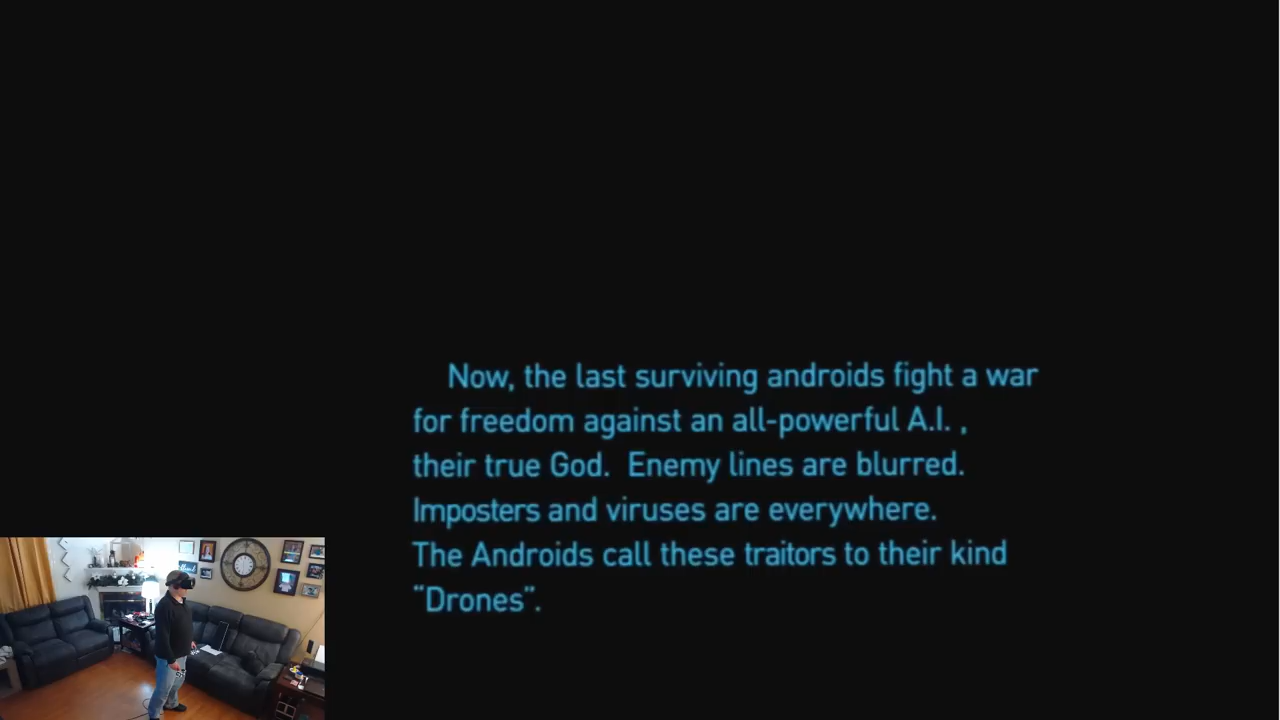 Now, the last surviving androids fight a war
for freedom against an all-powerful A.I. ,
their true God.  Enemy lines are blurred.
Imposters and viruses are everywhere.
The Androids call these traitors to their kind
“Drones”.